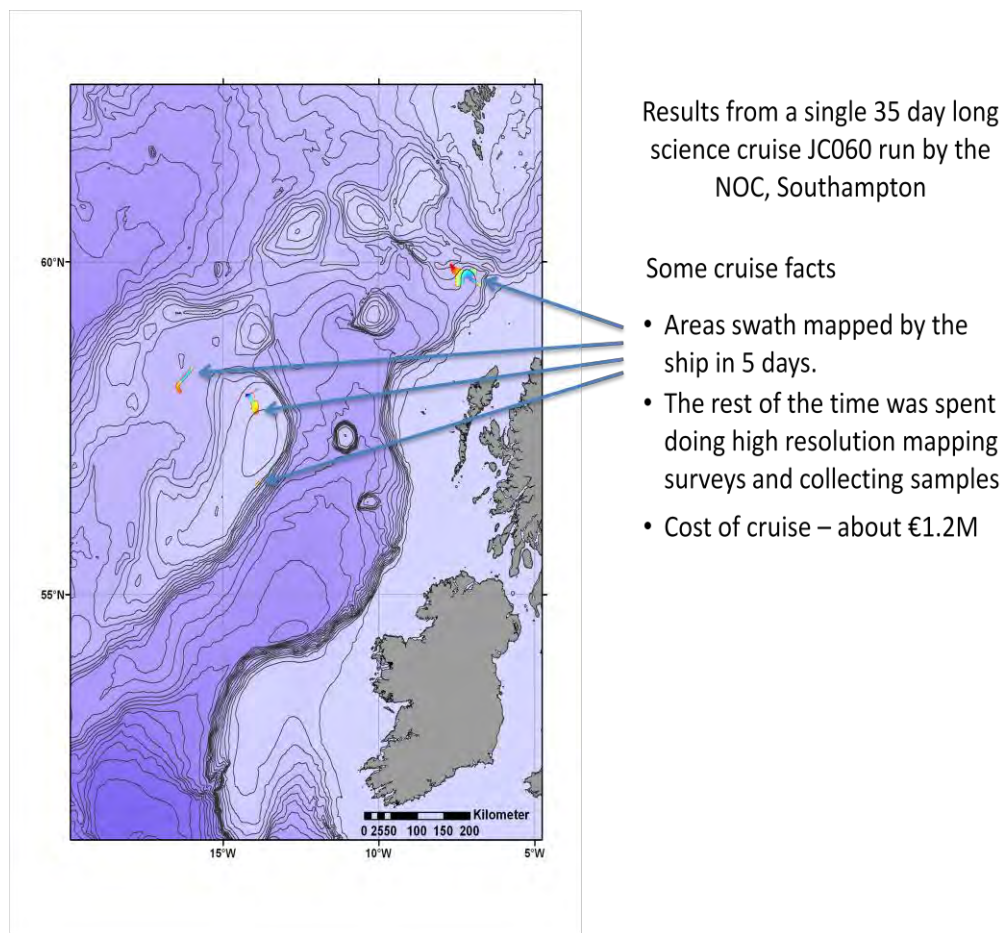 Results from a single 35 day long
science cruise JC060 run by the
NOC, Southampton
Some cruise facts
• Areas swath mapped by the
ship in 5 days.
• The rest of the time was spent
doing high resolution mapping
surveys and collecting samples
• Cost of cruise – about €1.2M
60°N
55°N
Kilometer
0 2550 100 150 200
15°W 10°W 5°W